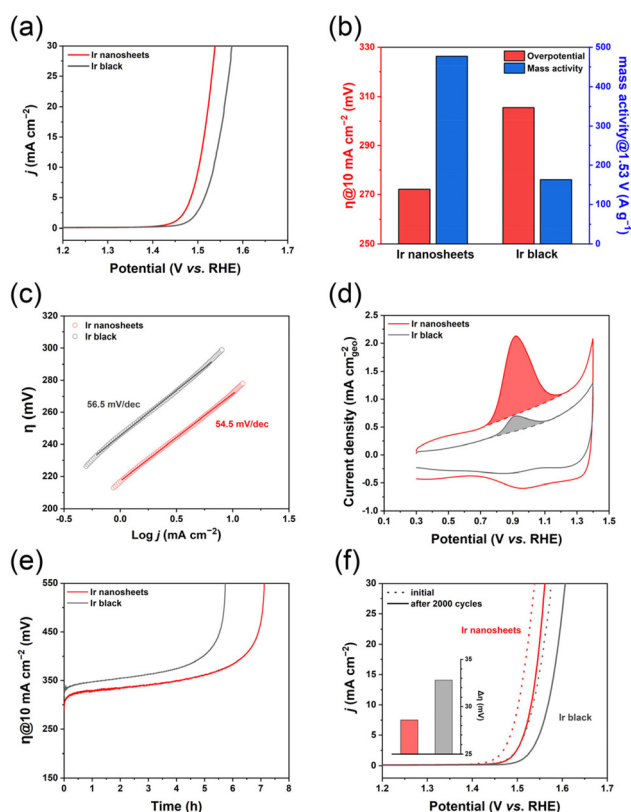 (a)
Ir nanosheets
Ir black
30
25
20
15
10
5
0
j (mA cm−2)
1.2 1.3 1.4 1.5 1.6 1.7
Potential (V vs. RHE)
(b)
Overpotential
Mass activity
330
310
290
270
250
η@10 mA cm−2 (mV)
500
450
400
350
300
250
200
150
100
50
0
mass activity@1.53 V (A g−1)
Ir nanosheets Ir black
(c)
Ir nanosheets
Ir black
320
300
280
260
240
220
200
η (mV)
56.5 mV/dec
54.5 mV/dec
-0.5 0.0 0.5 1.0 1.5
Log j (mA cm−2)
(d)
Ir nanosheets
Ir black
2.5
2.0
1.5
1.0
0.5
0.0
-0.5
-1.0
Current density (mA cm−2geo)
0.3 0.5 0.7 0.9 1.1 1.3 1.5
Potential (V vs. RHE)
(e)
Ir nanosheets
Ir black
550
450
350
250
150
η@10 mA cm−2 (mV)
0 1 2 3 4 5 6 7 8
Time (h)
(f)
initial
after 2000 cycles
Ir nanosheets
Ir black
30
25
20
15
10
5
0
j (mA cm−2)
35
33
31
29
27
25
Δη (mV)
1.2 1.3 1.4 1.5 1.6 1.7
Potential (V vs. RHE)